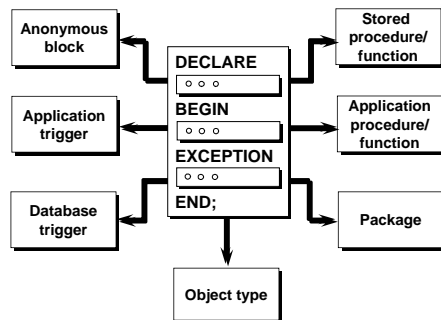 Anonymous
block
Application
trigger
Database
trigger
DECLARE
BEGIN
EXCEPTION
END;
Stored
procedure/
function
Application
procedure/
function
Package
Object type